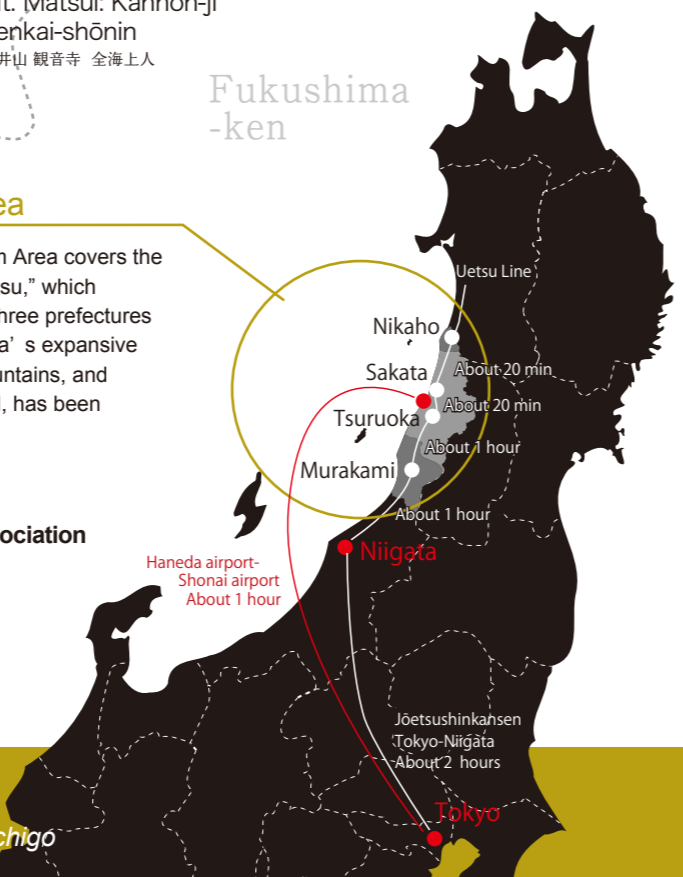 t. Matsui: Kannon-ji
enkai-shōnin
井山 観音寺 全海上人
Fukushima
-ken
ea
n Area covers the
su,” which
hree prefectures
a’ s expansive
untains, and
l, has been
ociation
Uetsu Line
Nikaho
Sakata
About 20 min
About 20 min
Tsuruoka
About 1 hour
Murakami
About 1 hour
Niigata
Haneda airport-
Shonai airport
About 1 hour
Jōetsushinkansen
Tokyo-Niigata
About 2 hours
Tokyo
chigo